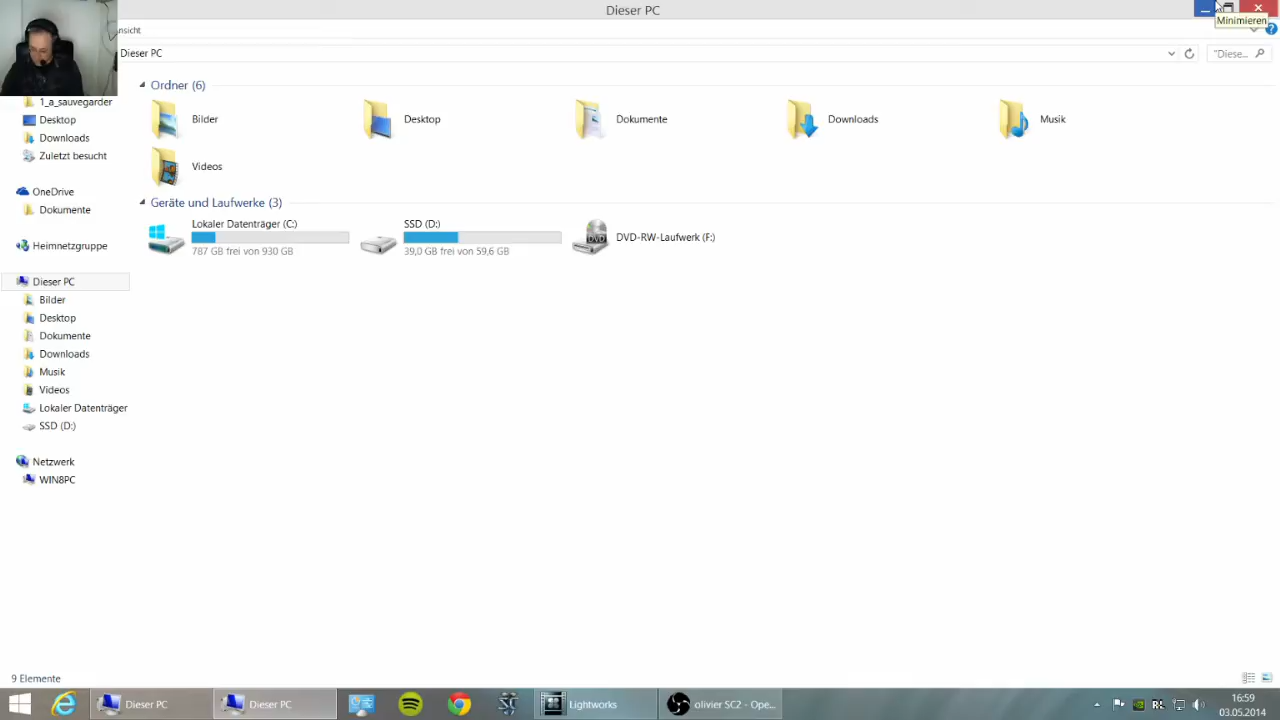 Dieser PC
Minimieren
nsicht
Dieser PC
"Diese...
1_a_sauvegarder
Desktop
Downloads
Zuletzt besucht
OneDrive
Dokumente
Heimnetzgruppe
Dieser PC
Bilder
Desktop
Dokumente
Downloads
Musik
Videos
Lokaler Datenträger
SSD (D:)
Netzwerk
WIN8PC
Ordner (6)
Bilder
Desktop
Dokumente
Downloads
Musik
Videos
Geräte und Laufwerke (3)
Lokaler Datenträger (C:)
787 GB frei von 930 GB
SSD (D:)
39,0 GB frei von 59,6 GB
DVD-RW-Laufwerk (F:)
DVD
9 Elemente
Dieser PC
Dieser PC
Lightworks
olivier SC2 - Ope...
16:59
03.05.2014